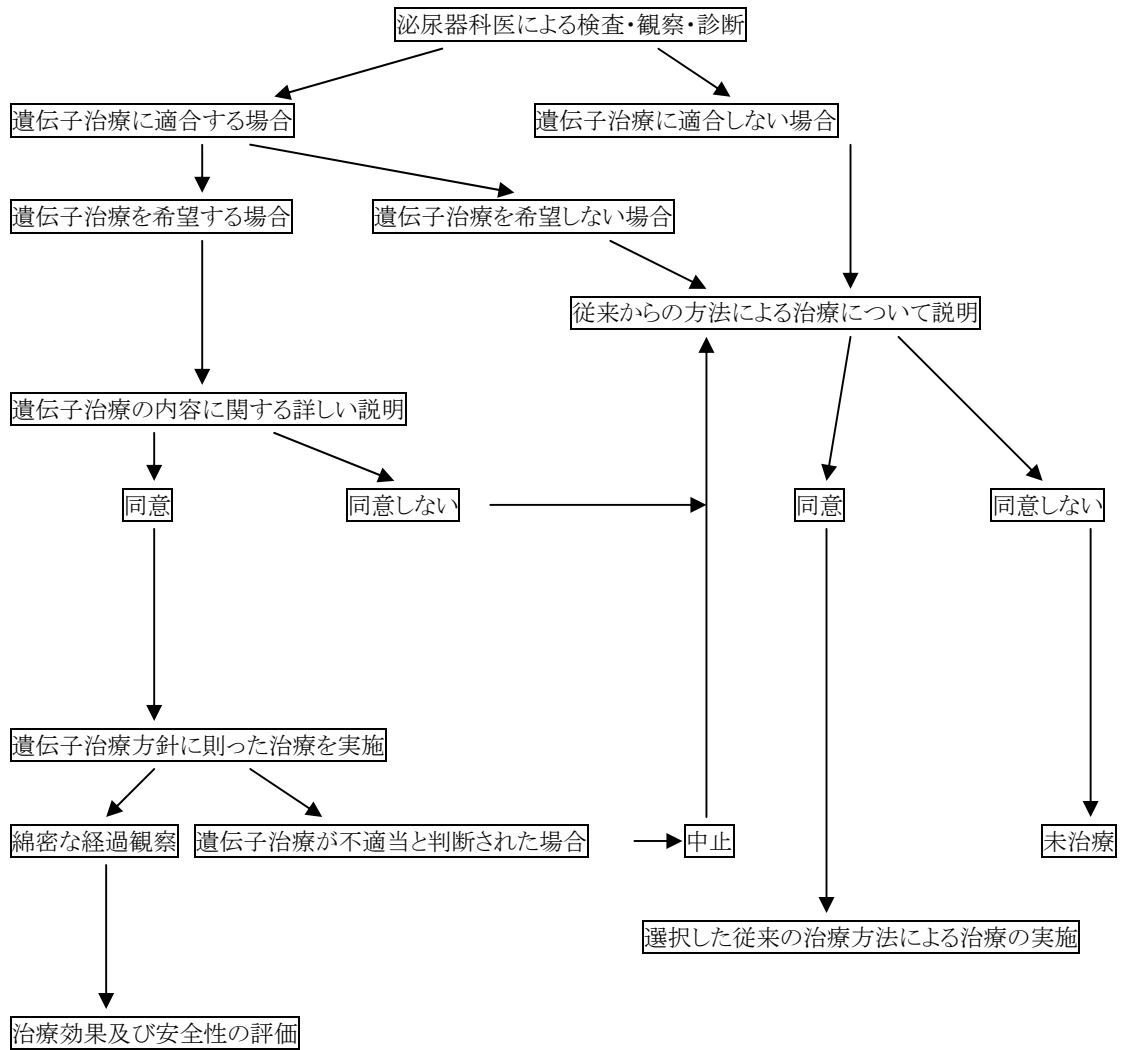 泌尿器科医による検査・観察・診断
遺伝子治療に適合する場合
遺伝子治療に適合しない場合
遺伝子治療を希望する場合
遺伝子治療を希望しない場合
従来からの方法による治療について説明
遺伝子治療の内容に関する詳しい説明
同意
同意しない
同意
同意しない
遺伝子治療方針に則った治療を実施
綿密な経過観察
遺伝子治療が不適当と判断された場合
中止
未治療
選択した従来の治療方法による治療の実施
治療効果及び安全性の評価